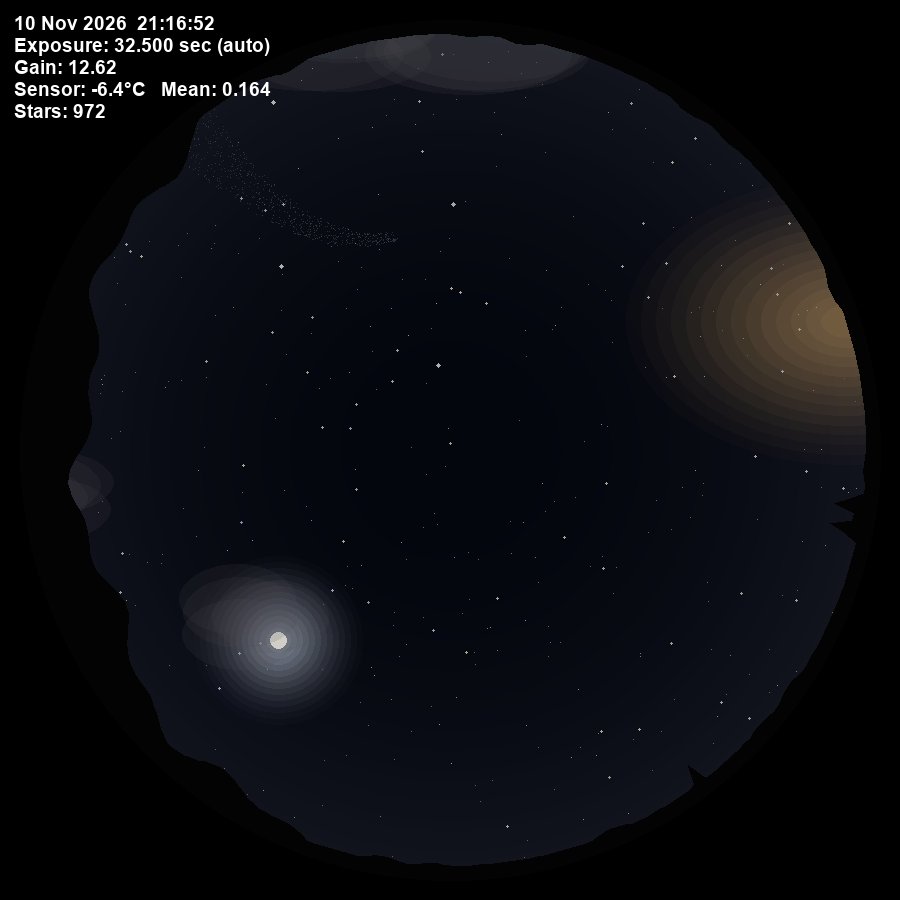 10 Nov 2026  21:16:52
Exposure: 32.500 sec (auto)
Gain: 12.62
Sensor: -6.4°C   Mean: 0.164
Stars: 972